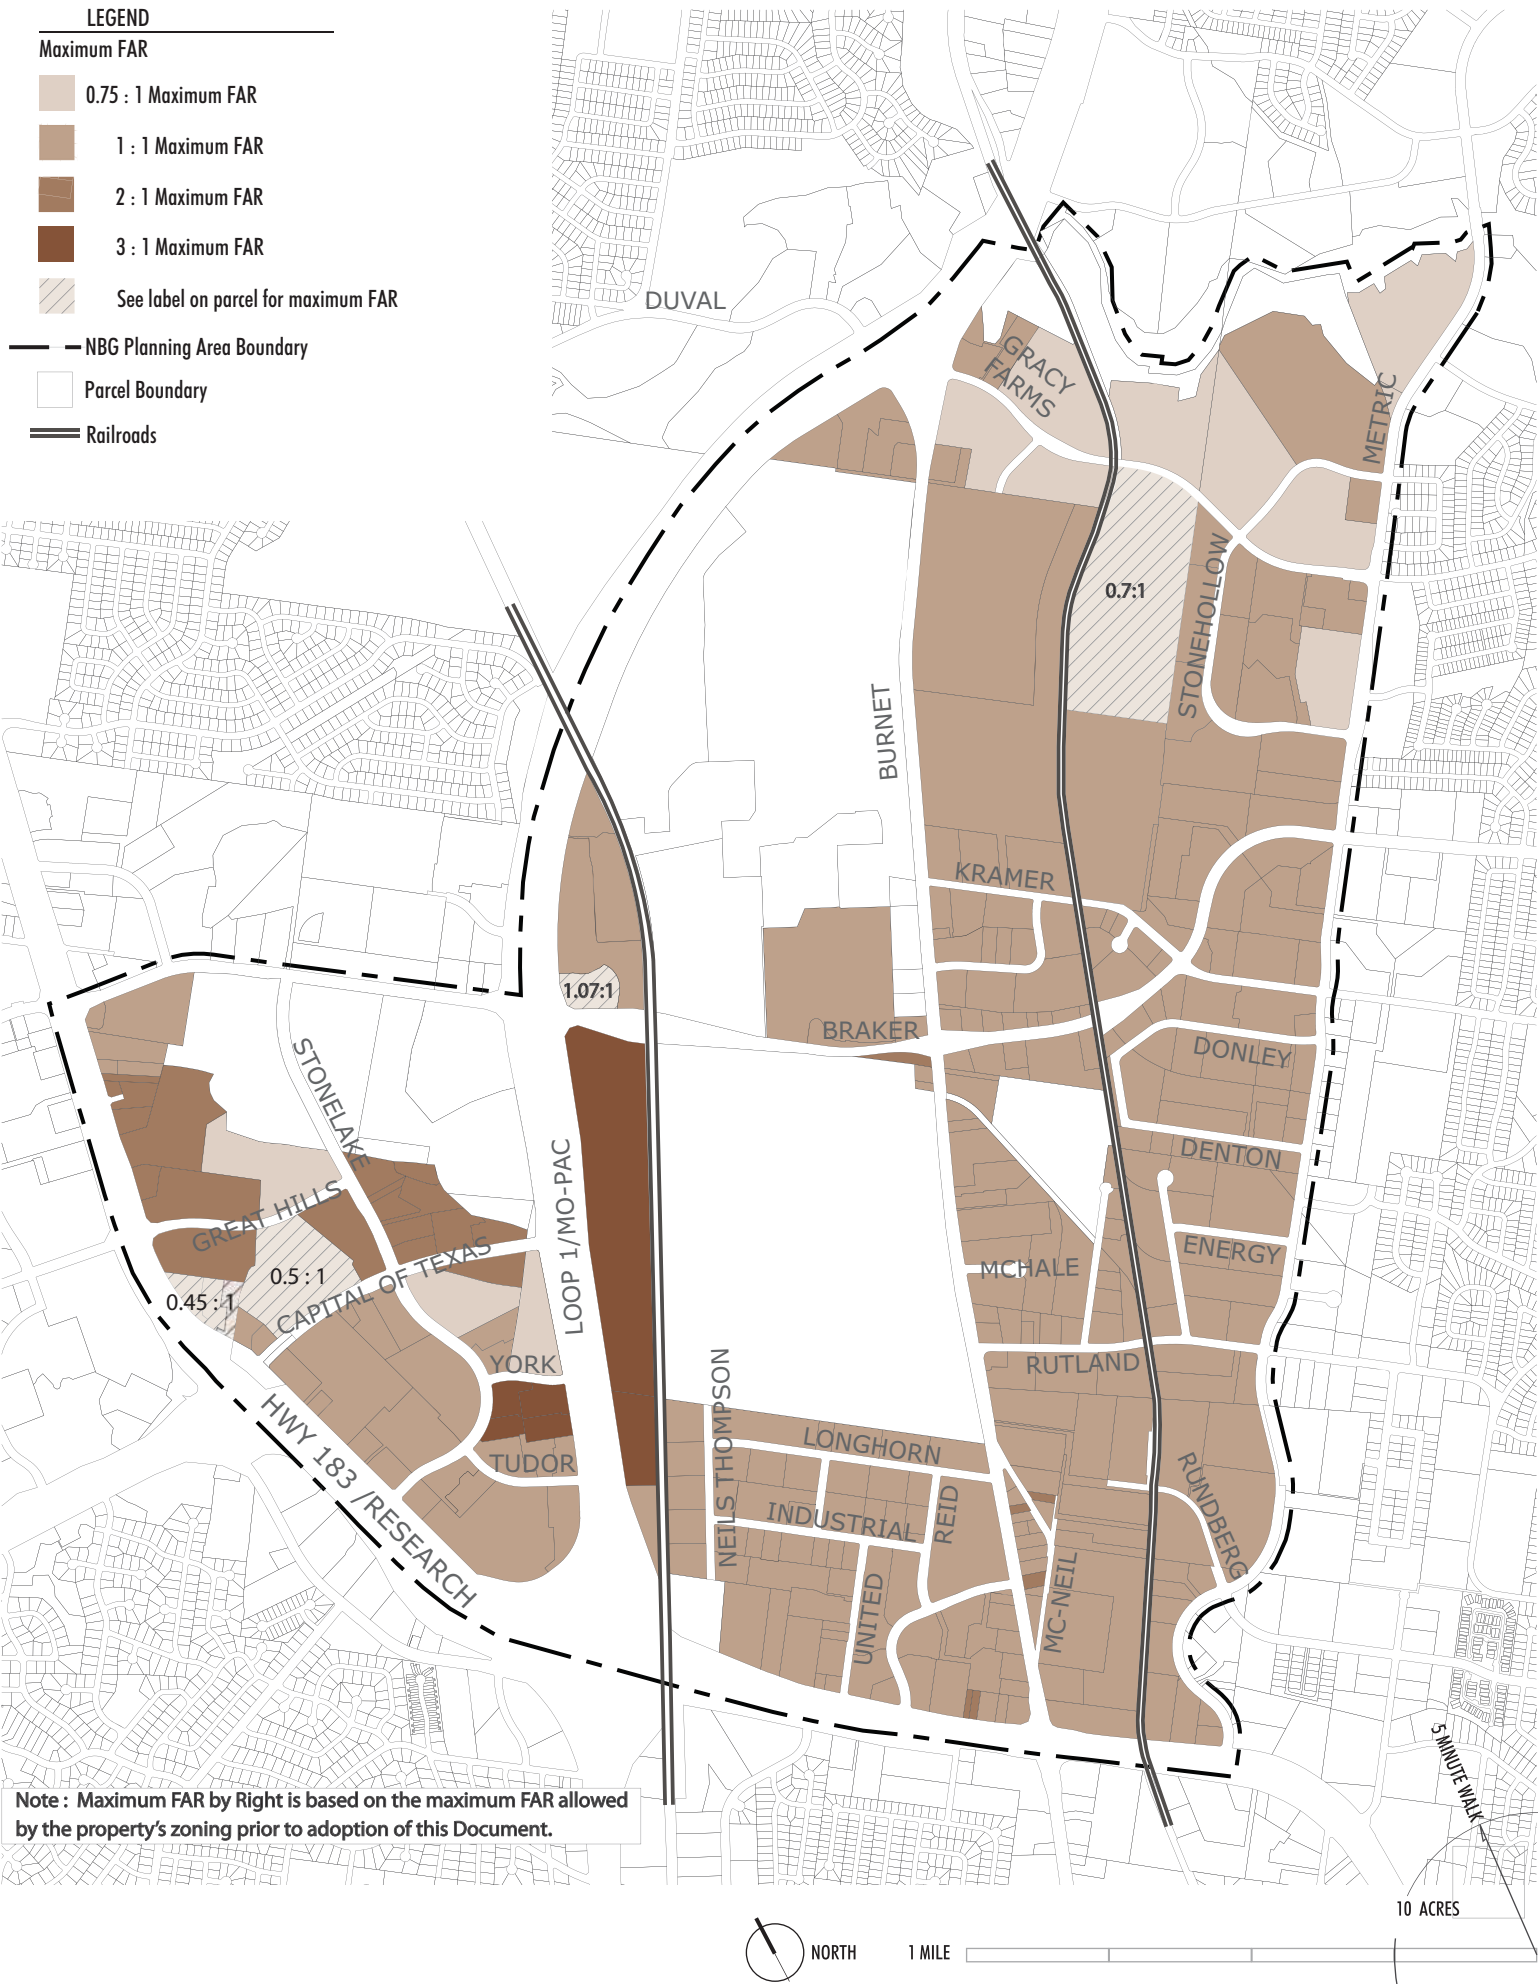 LEGEND
Maximum FAR
0.75 : 1 Maximum FAR
1 : 1 Maximum FAR
2 : 1 Maximum FAR
3 : 1 Maximum FAR
See label on parcel for maximum FAR
NBG Planning Area Boundary
Parcel Boundary
Railroads
DUVAL
GRACY
FARMS
METRIC
0.7:1
STONEHOLLOW
BURNET
KRAMER
1.07:1
BRAKER
DONLEY
STONELAKE
DENTON
GREAT HILLS
LOOP 1/MO-PAC
ENERGY
CAPITAL OF TEXAS
MCHALE
0.5 : 1
0.45 : 1
YORK
RUTLAND
HWY 183 /RESEARCH
NEILS THOMPSON
LONGHORN
TUDOR
RUNDBERG
INDUSTRIAL
REID
UNITED
MC-NEIL
Note : Maximum FAR by Right is based on the maximum FAR allowed
by the property's zoning prior to adoption of this Document.
5 MINUTE WALK
10 ACRES
NORTH
1 MILE